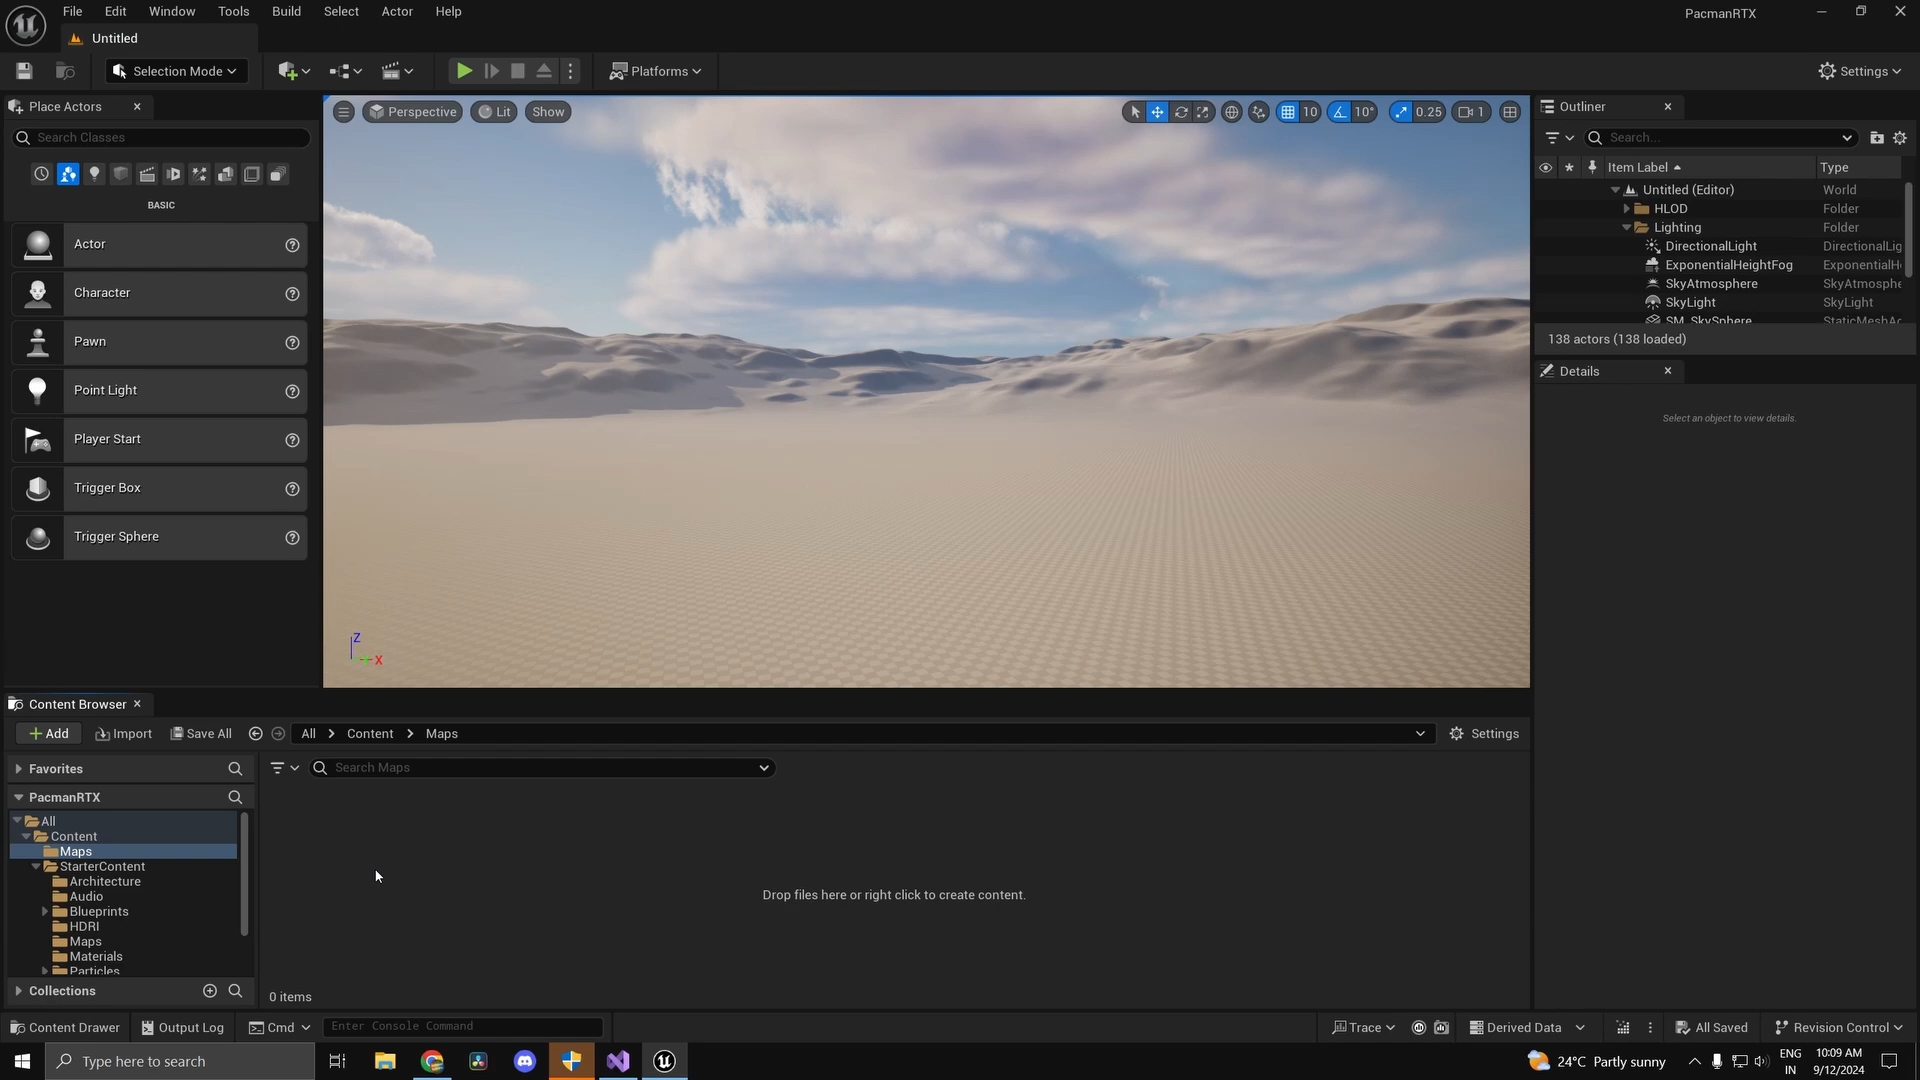 File Edit Window Tools Build Select Actor Help
PacmanRTX
Untitled
Selection Mode
Platforms
Settings
Place Actors
Search Classes
BASIC
Actor
Character
Pawn
Point Light
Player Start
Trigger Box
Trigger Sphere
Perspective
Lit
Show
10
10°
0.25
1
Z
X
Outliner
Search...
Item Label Type
Untitled (Editor) World
HLOD Folder
Lighting Folder
DirectionalLight DirectionalLig
ExponentialHeightFog ExponentialH
SkyAtmosphere SkyAtmosphe
SkyLight SkyLight
SM_SkySphere StaticMeshAc
138 actors (138 loaded)
Details
Select an object to view details.
Content Browser
Add
Import
Save All
All
Content
Maps
Settings
Favorites
Search Maps
PacmanRTX
All
Content
Maps
StarterContent
Architecture
Audio
Blueprints
HDRI
Maps
Materials
Particles
Drop files here or right click to create content.
Collections
0 items
Content Drawer
Output Log
Cmd
Enter Console Command
Trace
Derived Data
All Saved
Revision Control
Type here to search
24°C Partly sunny
ENG
IN
10:09 AM
9/12/2024